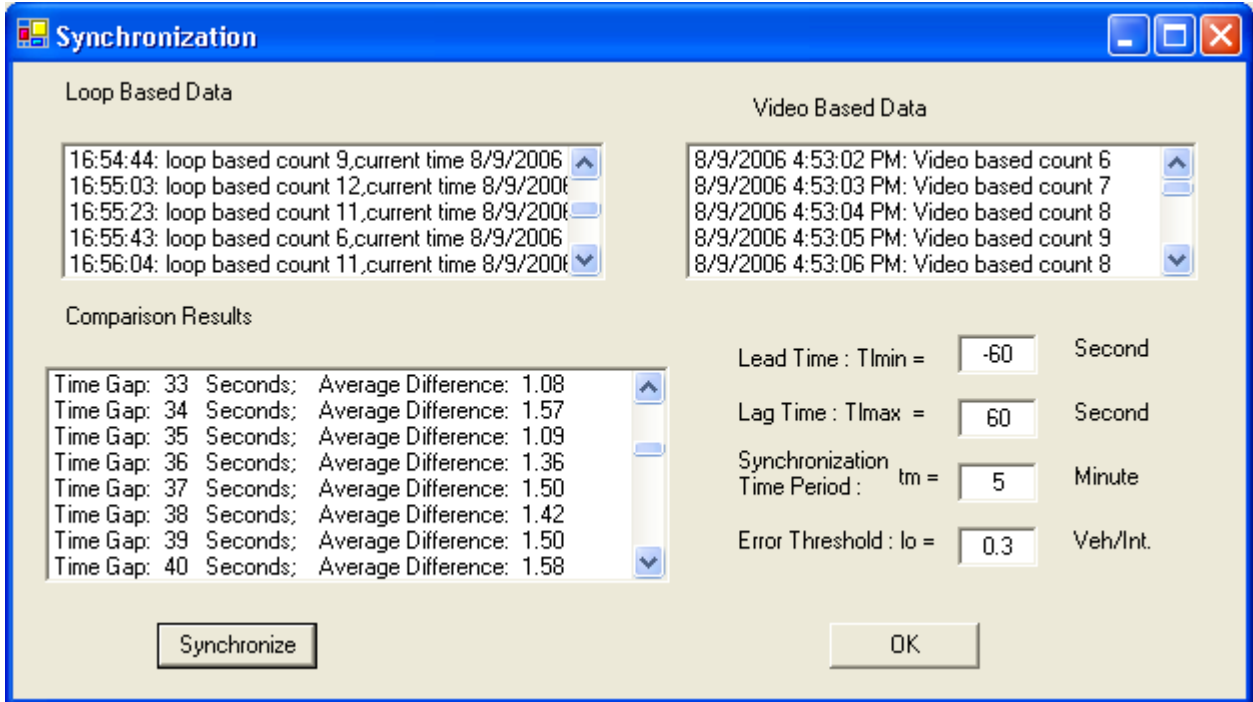 Synchronization
Loop Based Data
16:54:44: loop based count 9,current time 8/9/2006
16:55:03: loop based count 12,current time 8/9/2006
16:55:23: loop based count 11,current time 8/9/2006
16:55:43: loop based count 6,current time 8/9/2006
16:56:04: loop based count 11,current time 8/9/2006
Video Based Data
8/9/2006 4:53:02 PM: Video based count 6
8/9/2006 4:53:03 PM: Video based count 7
8/9/2006 4:53:04 PM: Video based count 8
8/9/2006 4:53:05 PM: Video based count 9
8/9/2006 4:53:06 PM: Video based count 8
Comparison Results
Time Gap: 33 Seconds; Average Difference: 1.08
Time Gap: 34 Seconds; Average Difference: 1.57
Time Gap: 35 Seconds; Average Difference: 1.09
Time Gap: 36 Seconds; Average Difference: 1.36
Time Gap: 37 Seconds; Average Difference: 1.50
Time Gap: 38 Seconds; Average Difference: 1.42
Time Gap: 39 Seconds; Average Difference: 1.50
Time Gap: 40 Seconds; Average Difference: 1.58
Lead Time : Tlmin = -60 Second
Lag Time : Tlmax = 60 Second
Synchronization
Time Period : tm = 5 Minute
Error Threshold : lo = 0.3 Veh/Int.
Synchronize
OK